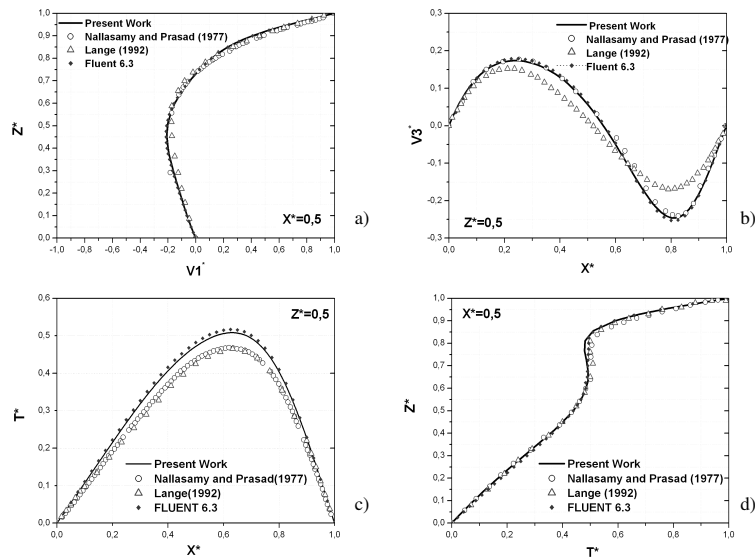 Present Work
Nallasamy and Prasad (1977)
Lange (1992)
Fluent 6.3
1,0
0,9
0,8
0,7
0,6
0,5
0,4
0,3
0,2
0,1
0,0
Z*
X*=0,5
-1,0 -0,8 -0,6 -0,4 -0,2 0,0 0,2 0,4 0,6 0,8 1,0
V1*
a)
Present Work
Nallasamy and Prasad (1977)
Lange (1992)
Fluent 6.3
0,3
0,2
0,1
0,0
-0,1
-0,2
-0,3
V3*
Z*=0,5
0,0 0,2 0,4 0,6 0,8 1,0
X*
b)
Z*=0,5
0,6
0,5
0,4
0,3
0,2
0,1
0,0
T*
Present Work
Nallasamy and Prasad(1977)
Lange(1992)
FLUENT 6.3
0,0 0,2 0,4 0,6 0,8 1,0
X*
c)
X*=0,5
1,0
0,9
0,8
0,7
0,6
0,5
0,4
0,3
0,2
0,1
0,0
Z*
Present Work
Nallasamy and Prasad (1977)
Lange (1992)
FLUENT 6.3
0,0 0,2 0,4 0,6 0,8 1,0
T*
d)